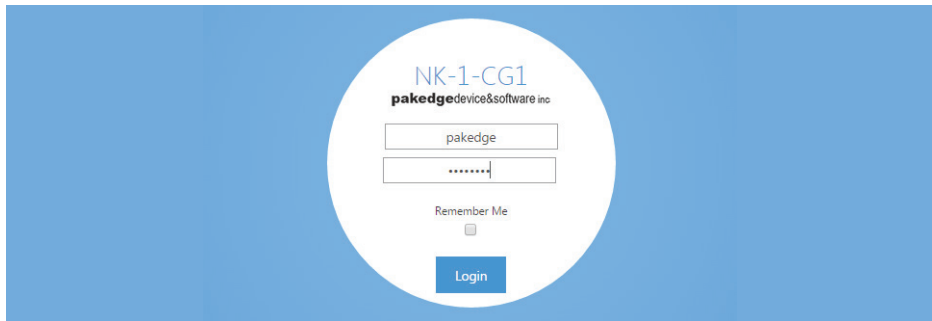 NK-1-CG1
pakedgedevice&software inc
pakedge
••••••••
Remember Me
Login